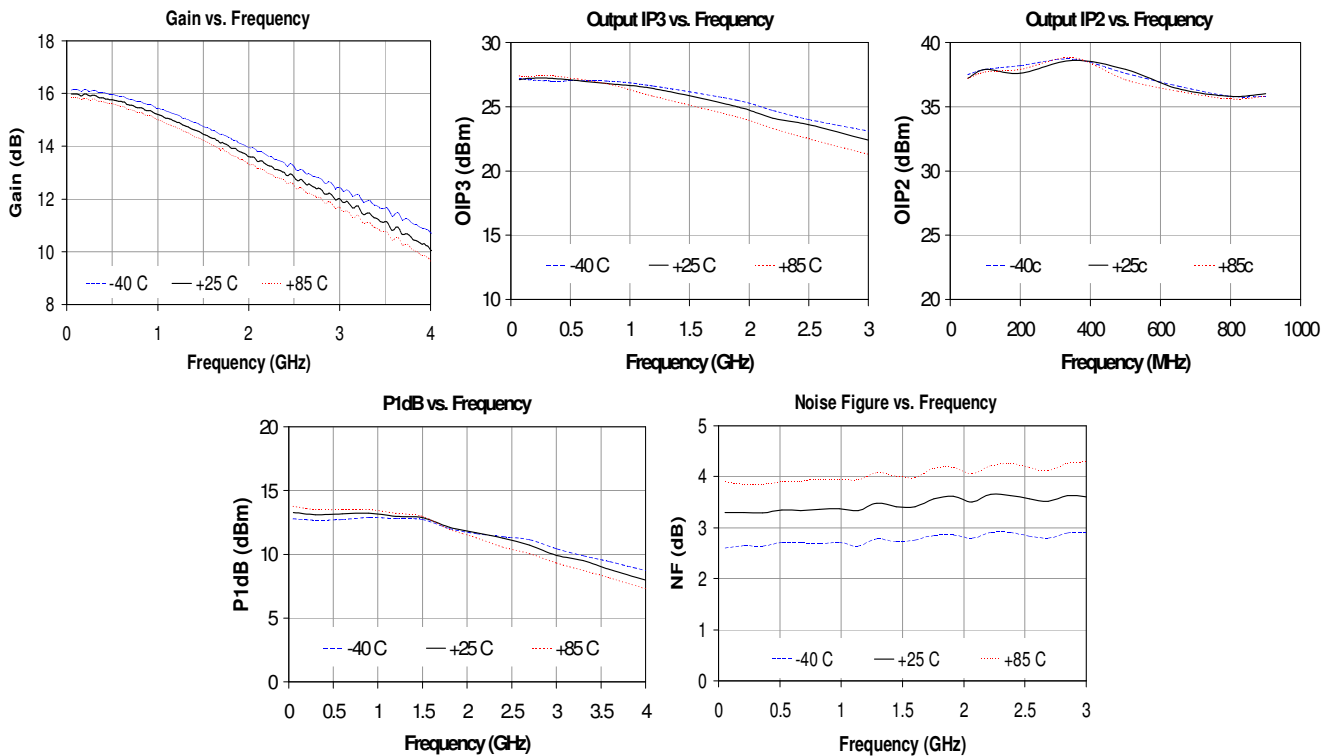 Gain vs. Frequency
18
16
14
12
10
8
Gain (dB)
-40 C
+25 C
+85 C
0
1
2
3
4
Frequency (GHz)
Output IP3 vs. Frequency
30
25
20
15
10
OIP3 (dBm)
-40 C
+25 C
+85 C
0
0.5
1
1.5
2
2.5
3
Frequency (GHz)
Output IP2 vs. Frequency
40
35
30
25
20
OIP2 (dBm)
-40c
+25c
+85c
0
200
400
600
800
1000
Frequency (MHz)
P1dB vs. Frequency
20
15
10
5
0
P1dB (dBm)
-40 C
+25 C
+85 C
0
0.5
1
1.5
2
2.5
3
3.5
4
Frequency (GHz)
Noise Figure vs. Frequency
5
4
3
2
1
0
NF (dB)
-40 C
+25 C
+85 C
0
0.5
1
1.5
2
2.5
3
Frequency (GHz)